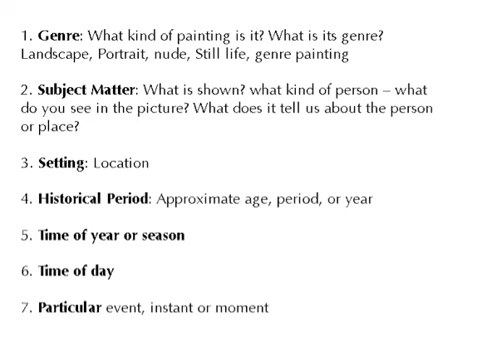 1. Genre: What kind of painting is it? What is its genre?
Landscape, Portrait, nude, Still life, genre painting
2. Subject Matter: What is shown? what kind of person – what
do you see in the picture? What does it tell us about the person
or place?
3. Setting: Location
4. Historical Period: Approximate age, period, or year
5. Time of year or season
6. Time of day
7. Particular event, instant or moment